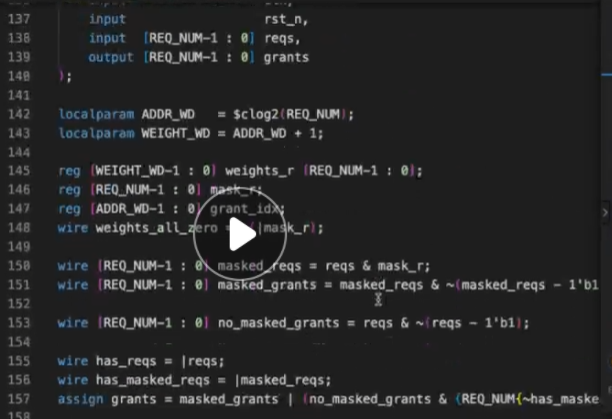 137 input rst_n,
138 input [REQ_NUM-1 : 0] reqs,
139 output [REQ_NUM-1 : 0] grants
140 );
141
142 localparam ADDR_WD = $clog2(REQ_NUM);
143 localparam WEIGHT_WD = ADDR_WD + 1;
144
145 reg [WEIGHT_WD-1 : 0] weights_r [REQ_NUM-1 : 0];
146 reg [REQ_NUM-1 : 0] mask_r;
147 reg [ADDR_WD-1 : 0] grant_idx;
148 wire weights_all_zero |mask_r);
149
150 wire [REQ_NUM-1 : 0] masked_reqs = reqs & mask_r;
151 wire [REQ_NUM-1 : 0] masked_grants = masked_reqs & ~(masked_reqs - 1'b1
152
153 wire [REQ_NUM-1 : 0] no_masked_grants = reqs & ~(reqs - 1'b1);
154
155 wire has_reqs = |reqs;
156 wire has_masked_reqs = |masked_reqs;
157 assign grants = masked_grants | (no_masked_grants & {REQ_NUM{~has_maske
158